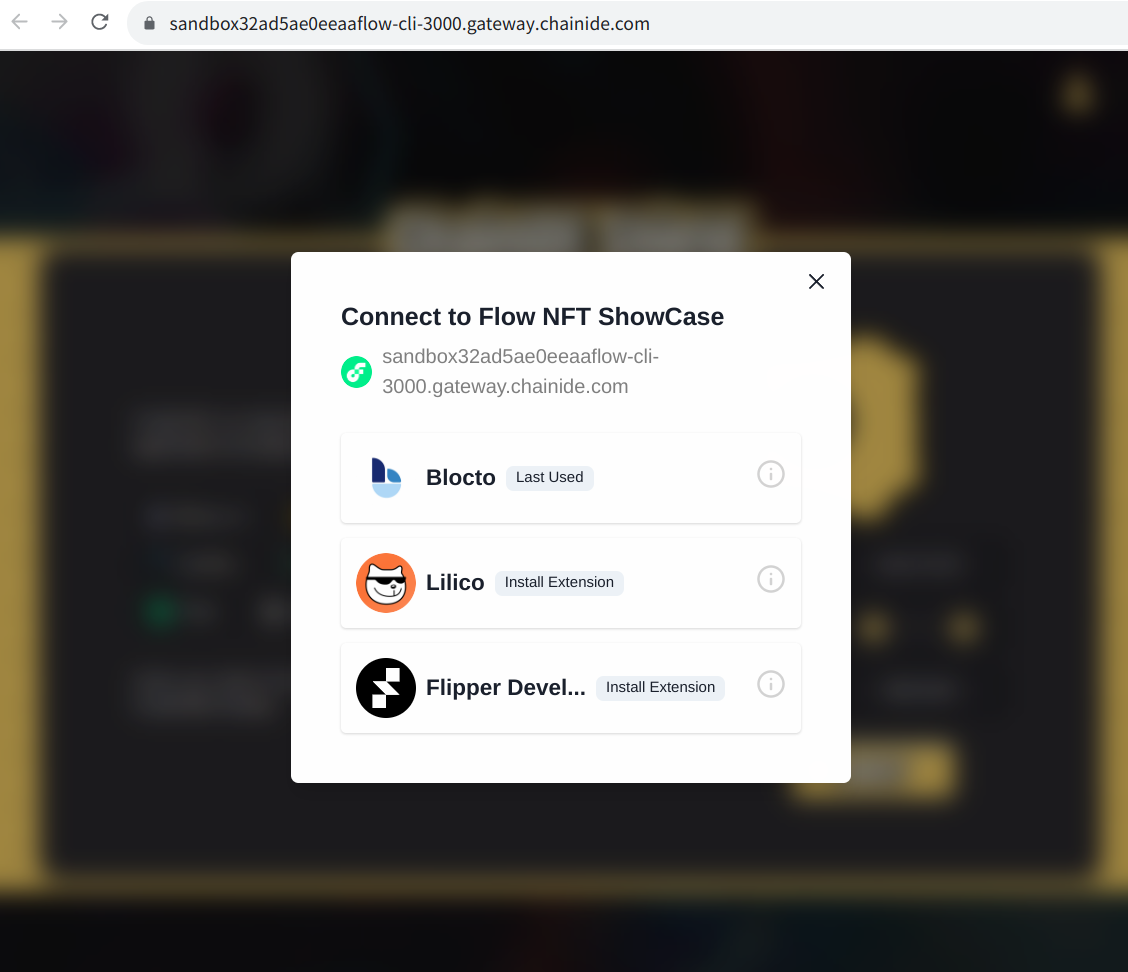 sandbox32ad5ae0eeaaflow-cli-3000.gateway.chainide.com
Connect to Flow NFT ShowCase
sandbox32ad5ae0eeaaflow-cli-
3000.gateway.chainide.com
Blocto Last Used
Lilico Install Extension
Flipper Devel... Install Extension